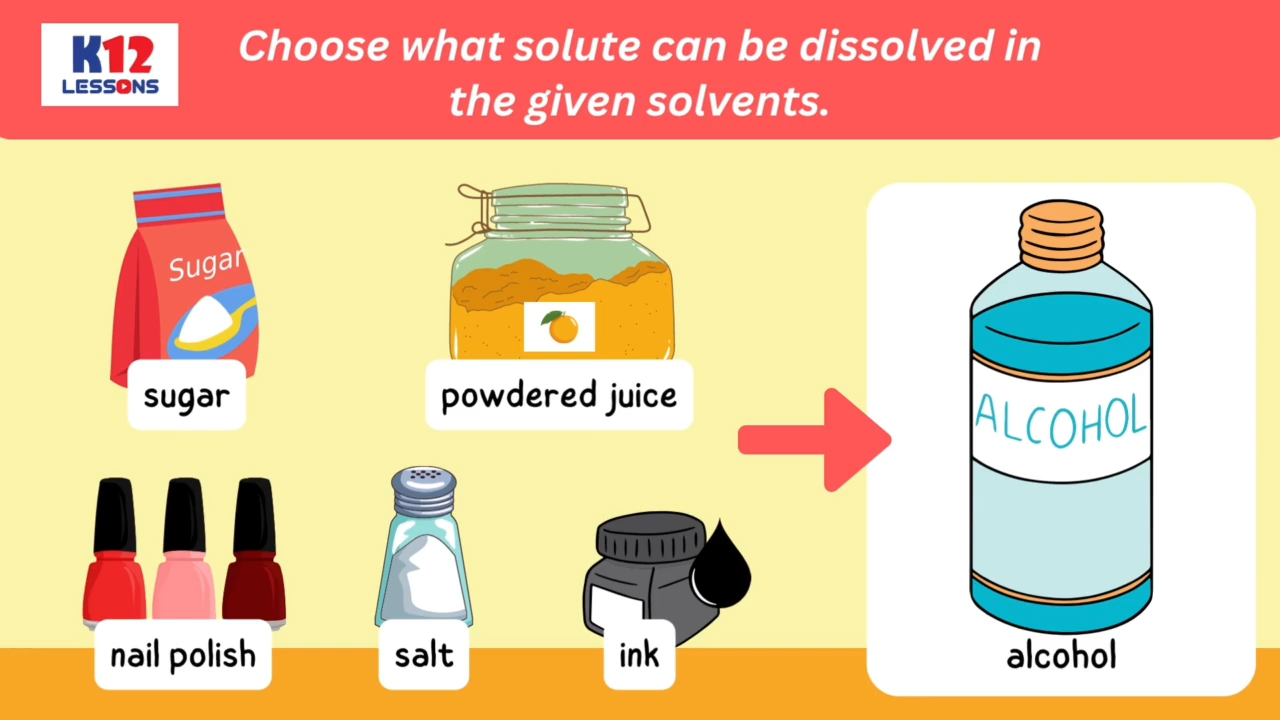 K12
LESSONS
Choose what solute can be dissolved in
the given solvents.
Sugar
sugar
powdered juice
ALCOHOL
nail polish
salt
ink
alcohol